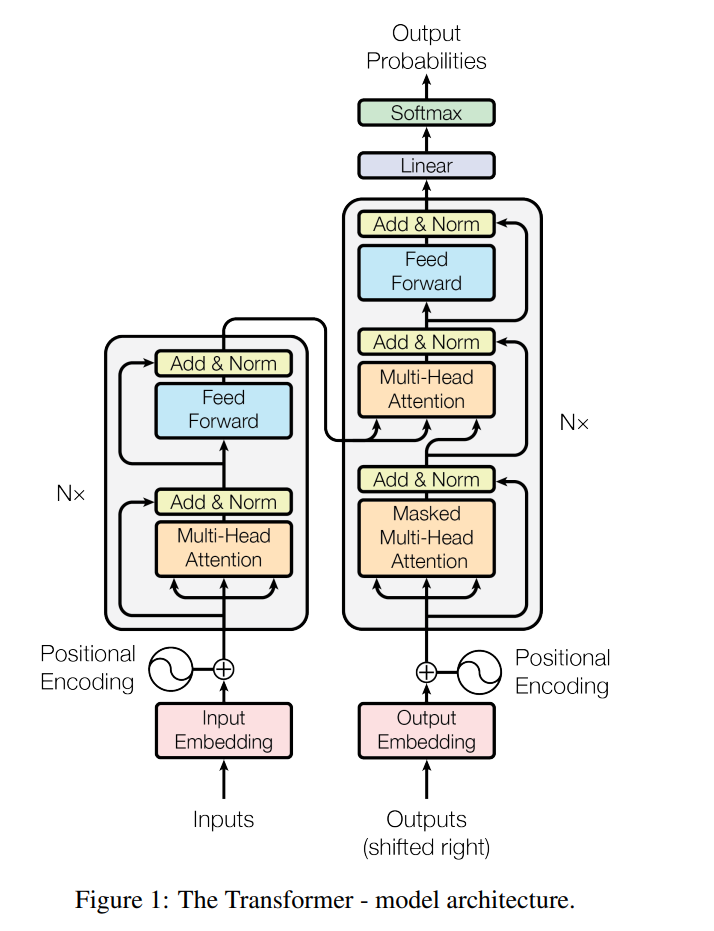 Output
Probabilities
Softmax
Linear
Add & Norm
Feed
Forward
Add & Norm
Multi-Head
Attention
Add & Norm
Masked
Multi-Head
Attention
N×
Add & Norm
Feed
Forward
Add & Norm
Multi-Head
Attention
N×
Positional
Encoding
Positional
Encoding
Input
Embedding
Output
Embedding
Inputs
Outputs
(shifted right)
Figure 1: The Transformer - model architecture.